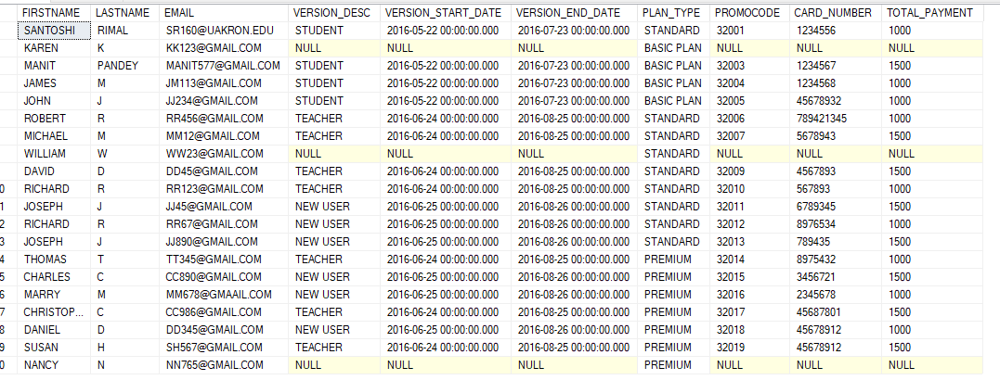 FIRSTNAME LASTNAME EMAIL VERSION_DESC VERSION_START_DATE VERSION_END_DATE PLAN_TYPE PROMOCODE CARD_NUMBER TOTAL_PAYMENT
SANTOSHI RIMAL SR160@UAKRON.EDU STUDENT 2016-05-22 00:00:00.000 2016-07-23 00:00:00.000 STANDARD 32001 1234556 1000
KAREN K KK123@GMAIL.COM NULL NULL NULL BASIC PLAN NULL NULL NULL
MANIT PANDEY MANIT577@GMAIL.COM STUDENT 2016-05-22 00:00:00.000 2016-07-23 00:00:00.000 BASIC PLAN 32003 1234567 1500
JAMES M JM113@GMAIL.COM STUDENT 2016-05-22 00:00:00.000 2016-07-23 00:00:00.000 BASIC PLAN 32004 1234568 1000
JOHN J JJ234@GMAIL.COM STUDENT 2016-05-22 00:00:00.000 2016-07-23 00:00:00.000 BASIC PLAN 32005 45678932 1000
ROBERT R RR456@GMAIL.COM TEACHER 2016-06-24 00:00:00.000 2016-08-25 00:00:00.000 STANDARD 32006 789421345 1000
MICHAEL M MM12@GMAIL.COM TEACHER 2016-06-24 00:00:00.000 2016-08-25 00:00:00.000 STANDARD 32007 5678943 1500
WILLIAM W WW23@GMAIL.COM NULL NULL NULL STANDARD NULL NULL NULL
DAVID D DD45@GMAIL.COM TEACHER 2016-06-24 00:00:00.000 2016-08-25 00:00:00.000 STANDARD 32009 4567893 1500
0 RICHARD R RR123@GMAIL.COM TEACHER 2016-06-24 00:00:00.000 2016-08-25 00:00:00.000 STANDARD 32010 567893 1000
1 JOSEPH J JJ45@GMAIL.COM NEW USER 2016-06-25 00:00:00.000 2016-08-26 00:00:00.000 STANDARD 32011 6789345 1500
2 RICHARD R RR67@GMAIL.COM NEW USER 2016-06-25 00:00:00.000 2016-08-26 00:00:00.000 STANDARD 32012 8976534 1000
3 JOSEPH J JJ890@GMAIL.COM NEW USER 2016-06-25 00:00:00.000 2016-08-26 00:00:00.000 STANDARD 32013 789435 1500
4 THOMAS T TT345@GMAIL.COM TEACHER 2016-06-24 00:00:00.000 2016-08-25 00:00:00.000 PREMIUM 32014 8975432 1000
5 CHARLES C CC890@GMAIL.COM NEW USER 2016-06-25 00:00:00.000 2016-08-26 00:00:00.000 PREMIUM 32015 3456721 1500
6 MARRY M MM678@GMAAIL.COM NEW USER 2016-06-25 00:00:00.000 2016-08-26 00:00:00.000 PREMIUM 32016 2345678 1000
7 CHRISTOP... C CC986@GMAIL.COM TEACHER 2016-06-24 00:00:00.000 2016-08-25 00:00:00.000 PREMIUM 32017 45687801 1500
8 DANIEL D DD345@GMAIL.COM NEW USER 2016-06-25 00:00:00.000 2016-08-26 00:00:00.000 PREMIUM 32018 45678912 1000
9 SUSAN H SH567@GMAIL.COM TEACHER 2016-06-24 00:00:00.000 2016-08-25 00:00:00.000 PREMIUM 32019 45678912 1500
0 NANCY N NN765@GMAIL.COM NULL NULL NULL PREMIUM NULL NULL NULL